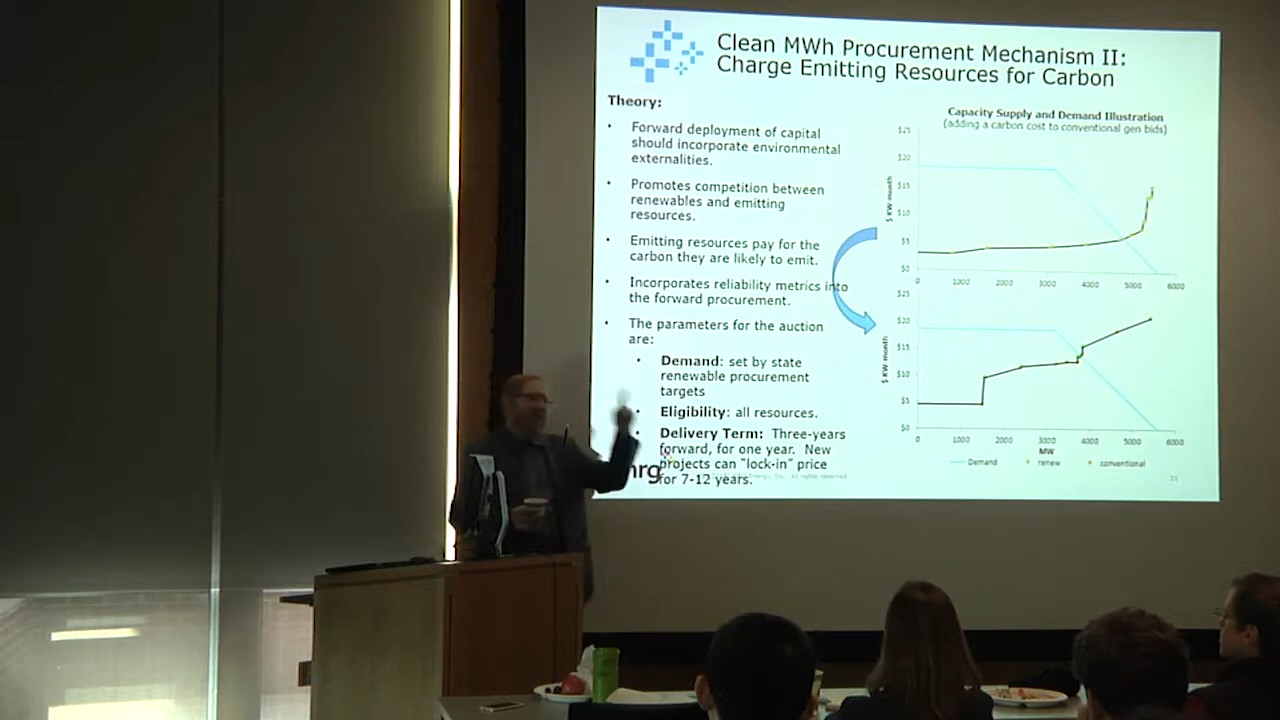 Clean MWh Procurement Mechanism II:
Charge Emitting Resources for Carbon
Theory:
• Forward deployment of capital
should incorporate environmental
externalities.
• Promotes competition between
renewables and emitting
resources.
• Emitting resources pay for the
carbon they are likely to emit.
• Incorporates reliability metrics into
the forward procurement.
• The parameters for the auction
are:
• Demand: set by state
renewable procurement
targets
• Eligibility: all resources.
• Delivery Term: Three-years
forward, for one year. New
projects can "lock-in" price
for 7-12 years.
nrg
Energy, Inc. All rights reserved.
Capacity Supply and Demand Illustration
(adding a carbon cost to conventional gen bids)
$ KW month
$25
$20
$15
$10
$5
$0
0 1000 2000 3000 4000 5000 6000
$ KW month
$25
$20
$15
$10
$5
$0
0 1000 2000 3000 4000 5000 6000
MW
Demand renew conventional